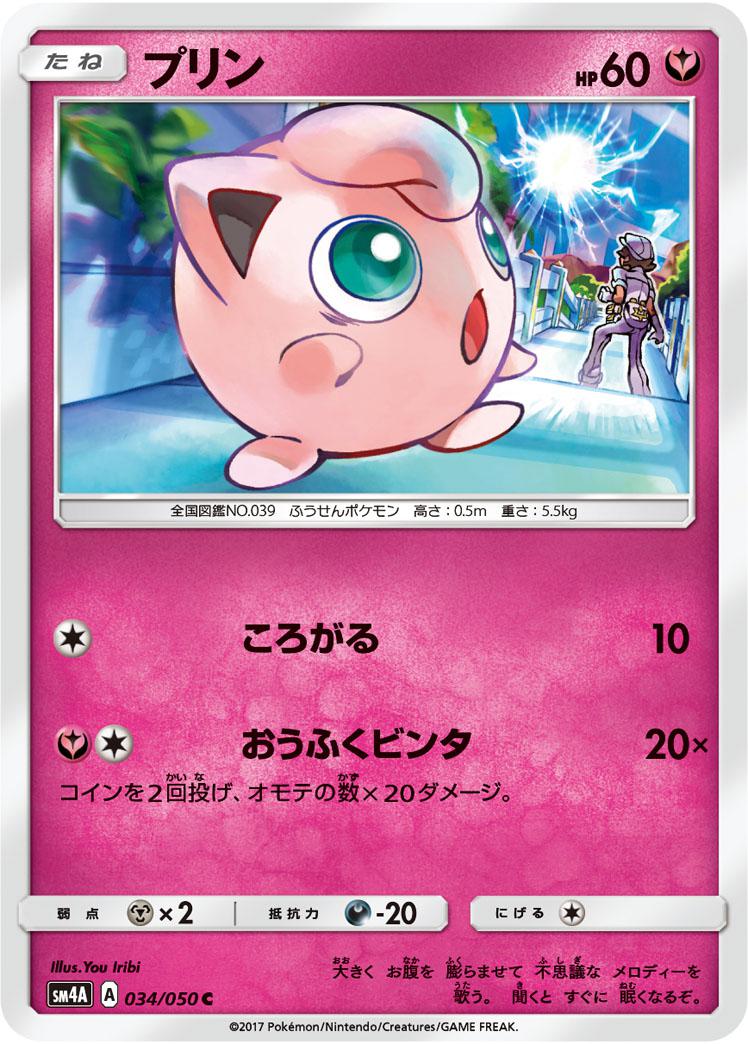 たね プリン HP60
全国図鑑NO.039 ふうせんポケモン 高さ:0.5m 重さ:5.5kg
ころがる 10
おうふくビンタ 20×
コインを2回投げ、オモテの数×20ダメージ。
弱点 ×2 抵抗力 -20 にげる
Illus.You Iribi
SM4A A 034/050 C
大きく お腹を 膨らませて 不思議な メロディーを
歌う。 聞くと すぐに 眠くなるぞ。
©2017 Pokémon/Nintendo/Creatures/GAME FREAK.